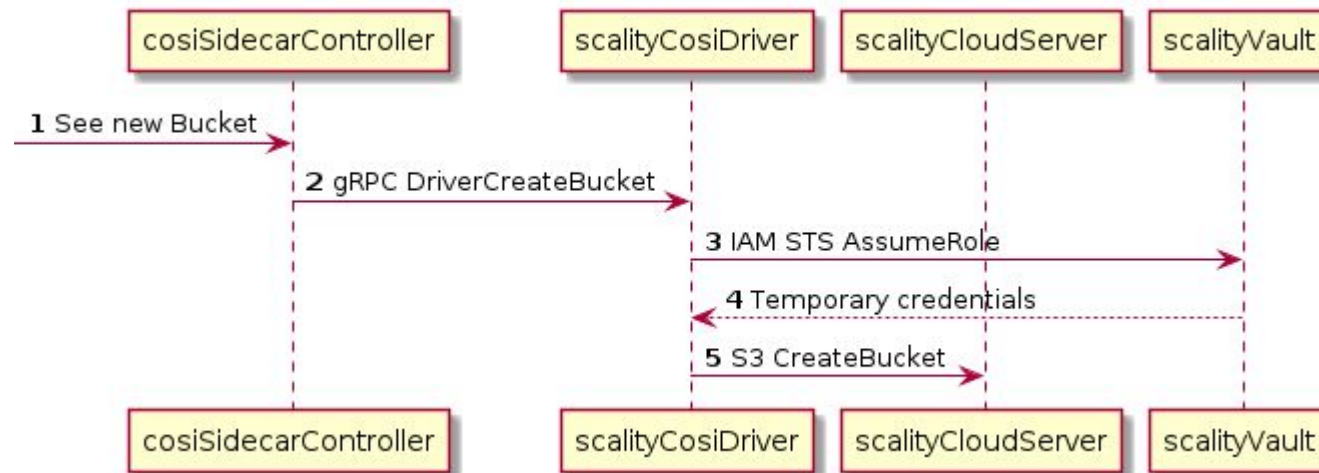 cosiSidecarController
scalityCosiDriver
scalityCloudServer
scalityVault
1 See new Bucket
2 gRPC DriverCreateBucket
3 IAM STS AssumeRole
4 Temporary credentials
5 S3 CreateBucket
cosiSidecarController
scalityCosiDriver
scalityCloudServer
scalityVault